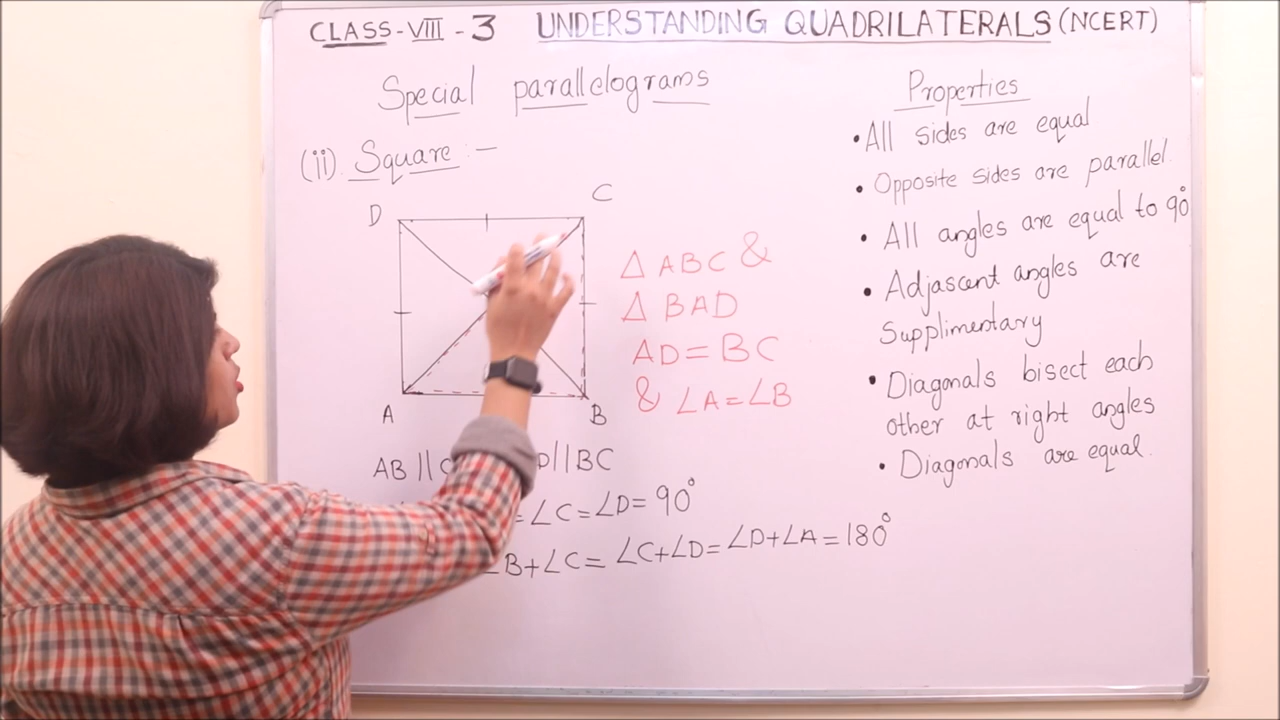 CLASS-VIII - 3 UNDERSTANDING QUADRILATERALS (NCERT)
Special parallelograms
(ii). Square :-
D
C
A
B
△ ABC &
△ BAD
AD = BC
& ∠A = ∠B
AB || ||BC
= ∠C = ∠D = 90°
∠B + ∠C = ∠C + ∠D = ∠D + ∠A = 180°
Properties
• All sides are equal
• Opposite sides are parallel.
• All angles are equal to 90°
• Adjascent angles are
Supplimentary
• Diagonals bisect each
other at right angles
• Diagonals are equal.